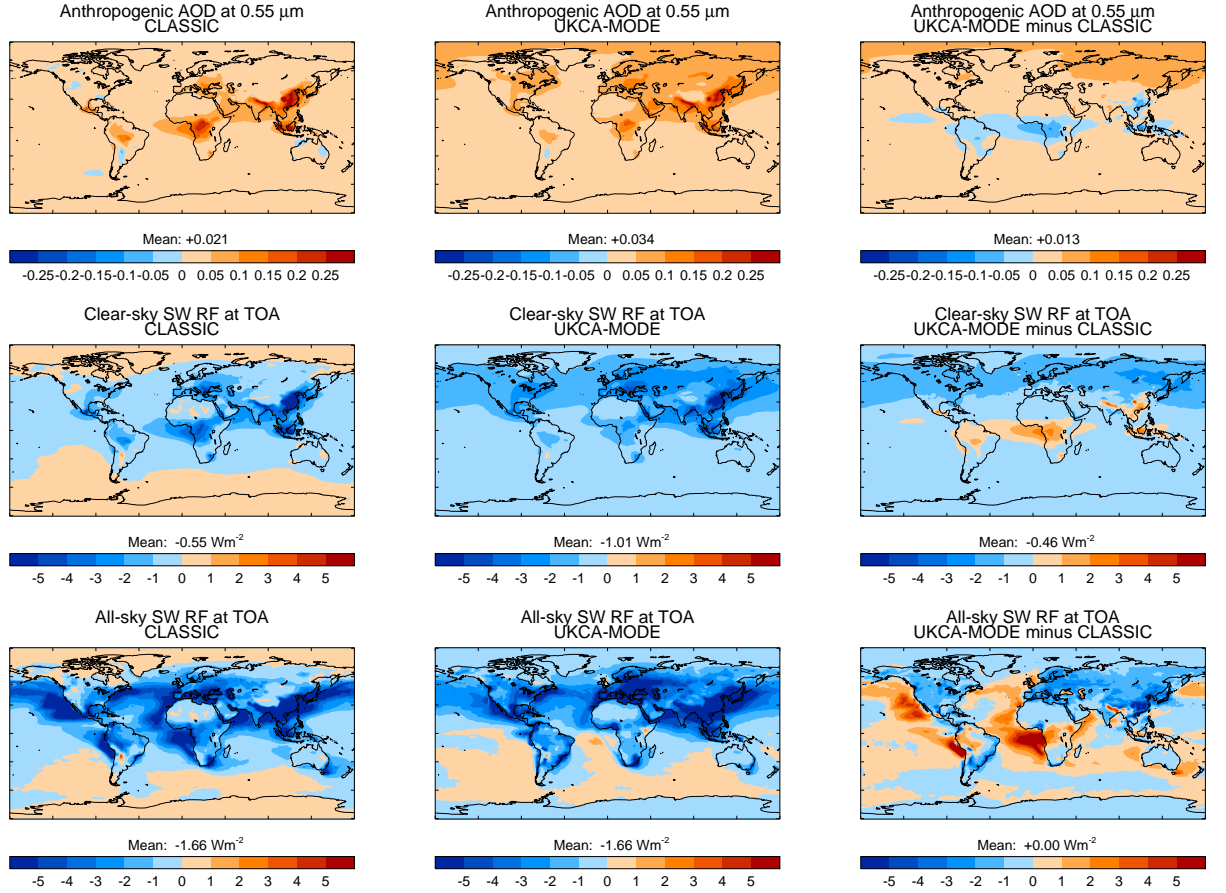 Anthropogenic AOD at 0.55 μm
CLASSIC
Mean: +0.021
-0.25-0.2-0.15-0.1-0.05 0 0.05 0.1 0.15 0.2 0.25
Anthropogenic AOD at 0.55 μm
UKCA-MODE
Mean: +0.034
-0.25-0.2-0.15-0.1-0.05 0 0.05 0.1 0.15 0.2 0.25
Anthropogenic AOD at 0.55 μm
UKCA-MODE minus CLASSIC
Mean: +0.013
-0.25-0.2-0.15-0.1-0.05 0 0.05 0.1 0.15 0.2 0.25
Clear-sky SW RF at TOA
CLASSIC
Mean: -0.55 Wm⁻²
-5 -4 -3 -2 -1 0 1 2 3 4 5
Clear-sky SW RF at TOA
UKCA-MODE
Mean: -1.01 Wm⁻²
-5 -4 -3 -2 -1 0 1 2 3 4 5
Clear-sky SW RF at TOA
UKCA-MODE minus CLASSIC
Mean: -0.46 Wm⁻²
-5 -4 -3 -2 -1 0 1 2 3 4 5
All-sky SW RF at TOA
CLASSIC
Mean: -1.66 Wm⁻²
-5 -4 -3 -2 -1 0 1 2 3 4 5
All-sky SW RF at TOA
UKCA-MODE
Mean: -1.66 Wm⁻²
-5 -4 -3 -2 -1 0 1 2 3 4 5
All-sky SW RF at TOA
UKCA-MODE minus CLASSIC
Mean: +0.00 Wm⁻²
-5 -4 -3 -2 -1 0 1 2 3 4 5